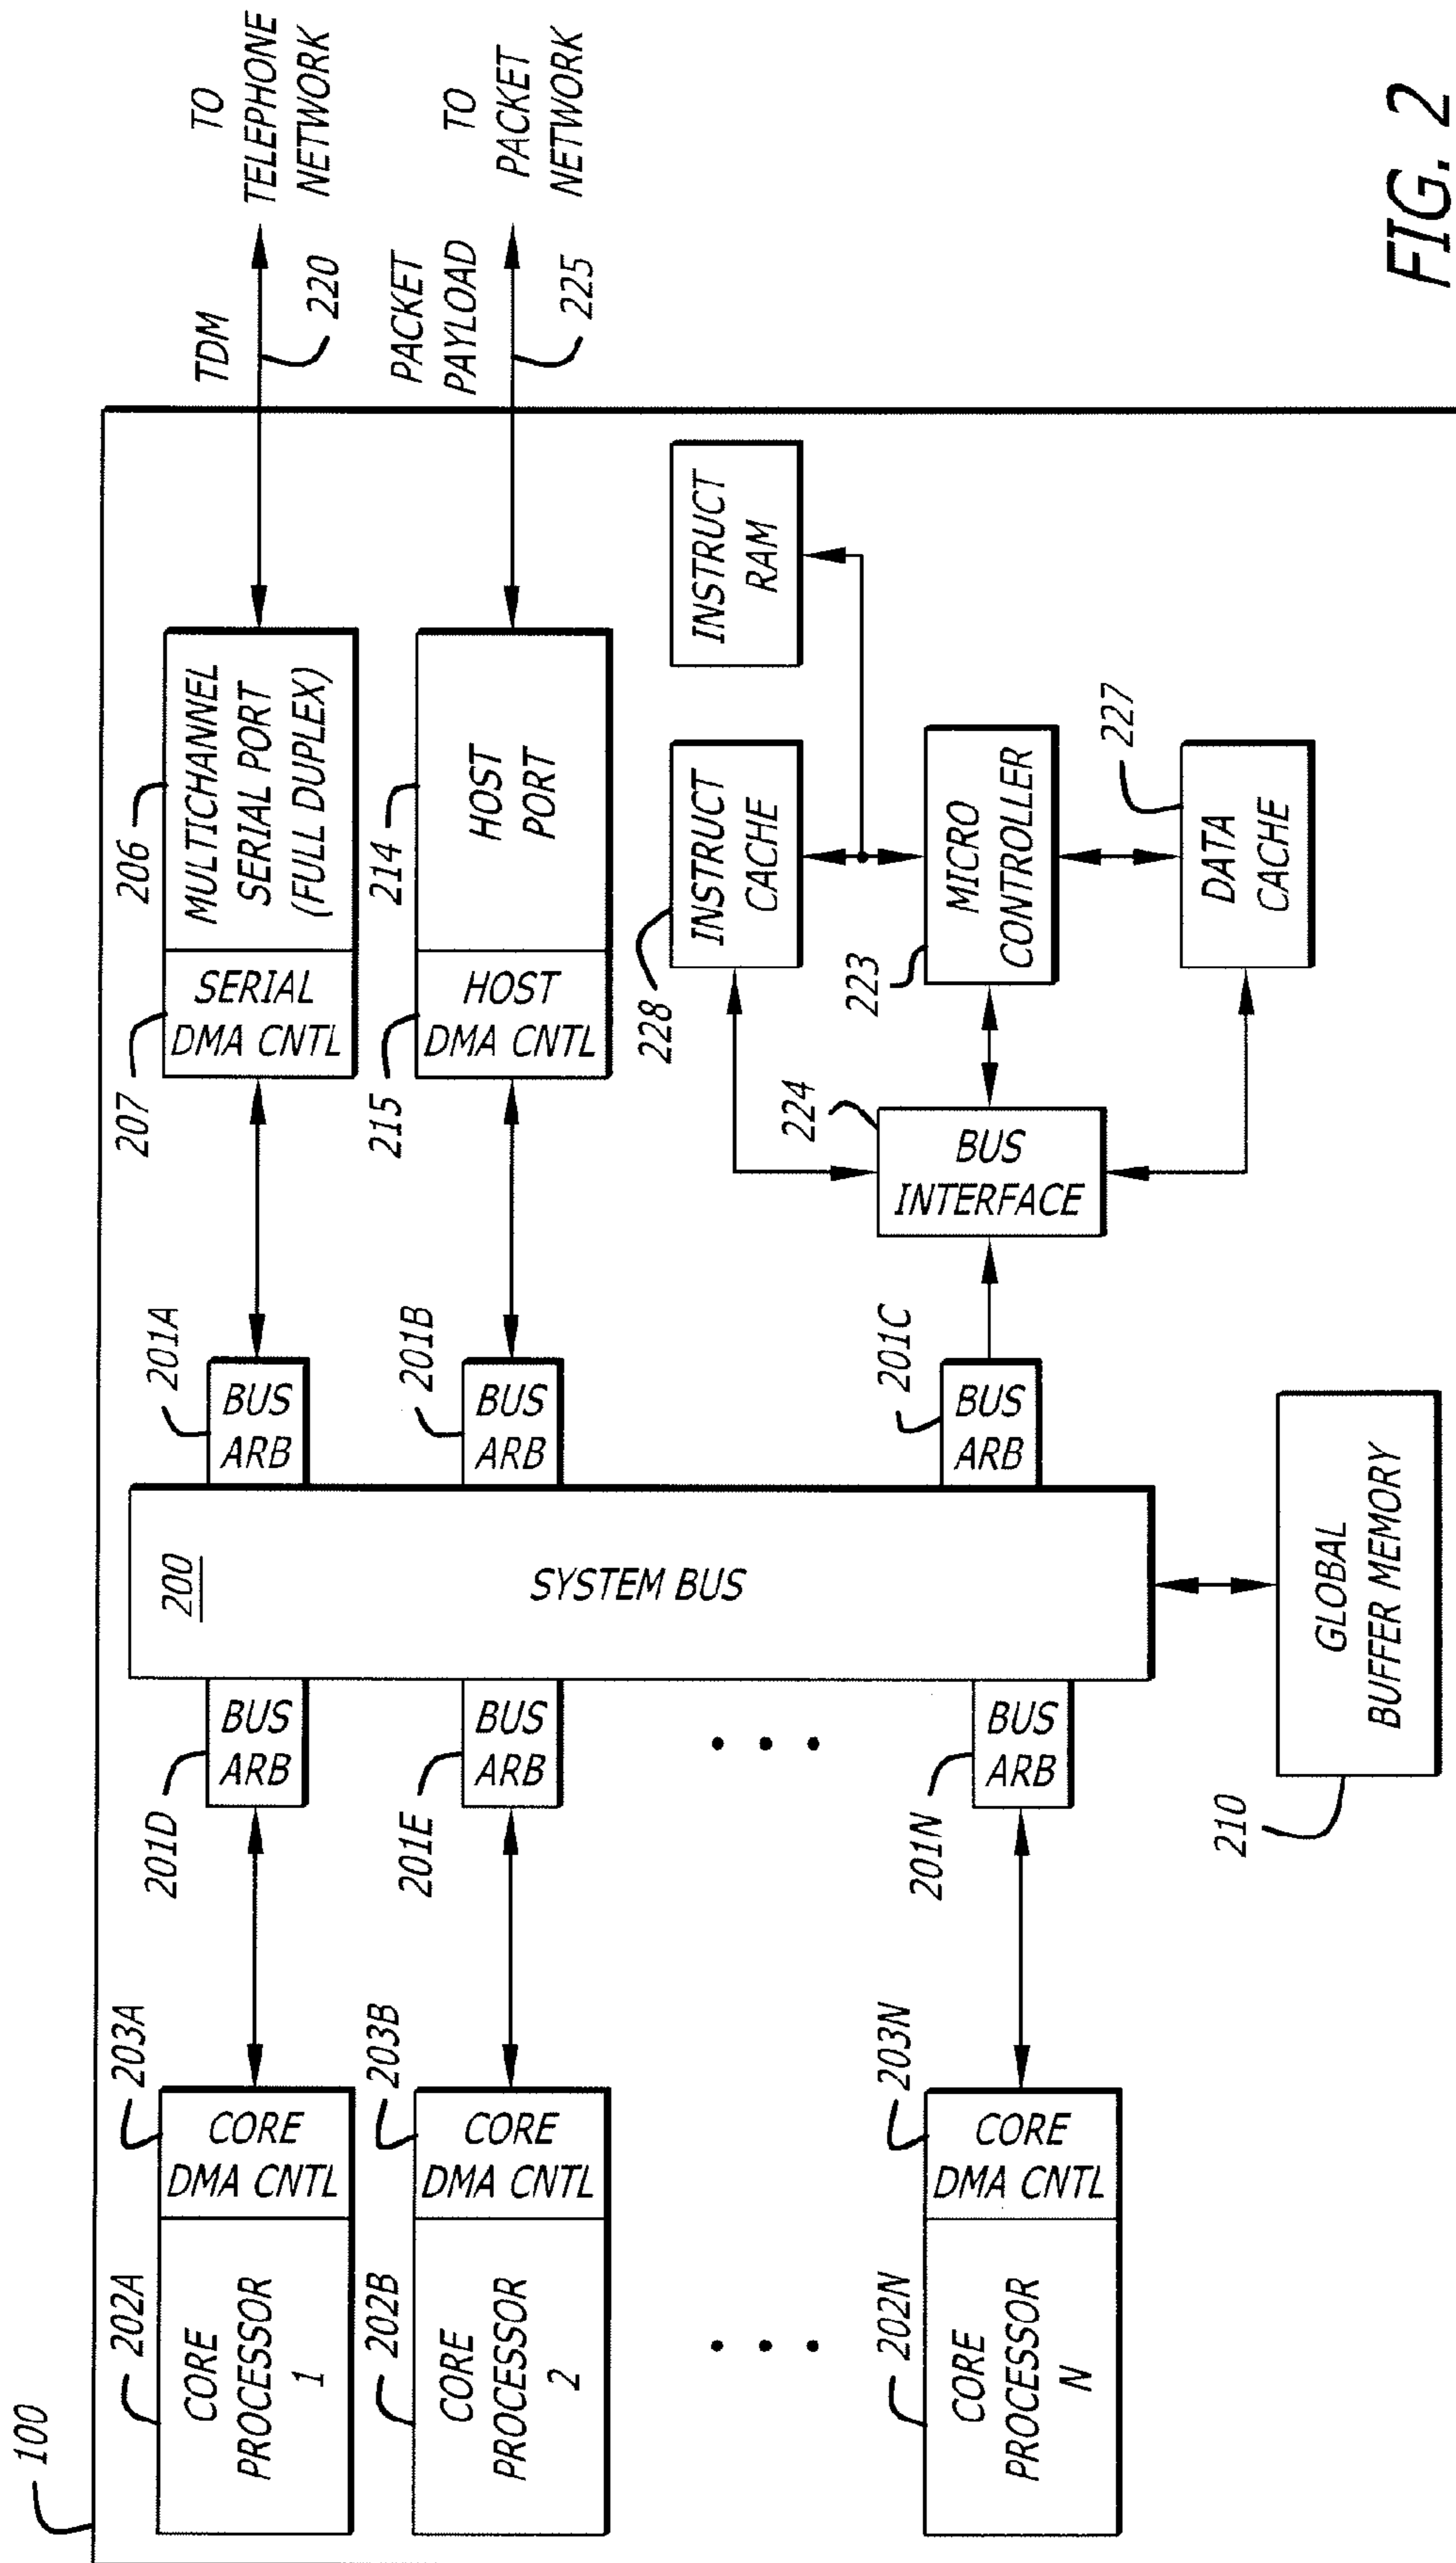 100
202A
CORE
PROCESSOR
1
203A
CORE
DMA CNTL
201D
BUS
ARB
200
SYSTEM BUS
201A
BUS
ARB
207
SERIAL
DMA CNTL
206
MULTICHANNEL
SERIAL PORT
(FULL DUPLEX)
TDM
220
TO
TELEPHONE
NETWORK
202B
CORE
PROCESSOR
2
203B
CORE
DMA CNTL
201E
BUS
ARB
201B
BUS
ARB
215
HOST
DMA CNTL
214
HOST
PORT
PACKET
PAYLOAD
225
TO
PACKET
NETWORK
202N
CORE
PROCESSOR
N
203N
CORE
DMA CNTL
201N
BUS
ARB
201C
BUS
ARB
224
BUS
INTERFACE
228
INSTRUCT
CACHE
INSTRUCT
RAM
223
MICRO
CONTROLLER
227
DATA
CACHE
210
GLOBAL
BUFFER MEMORY
FIG. 2